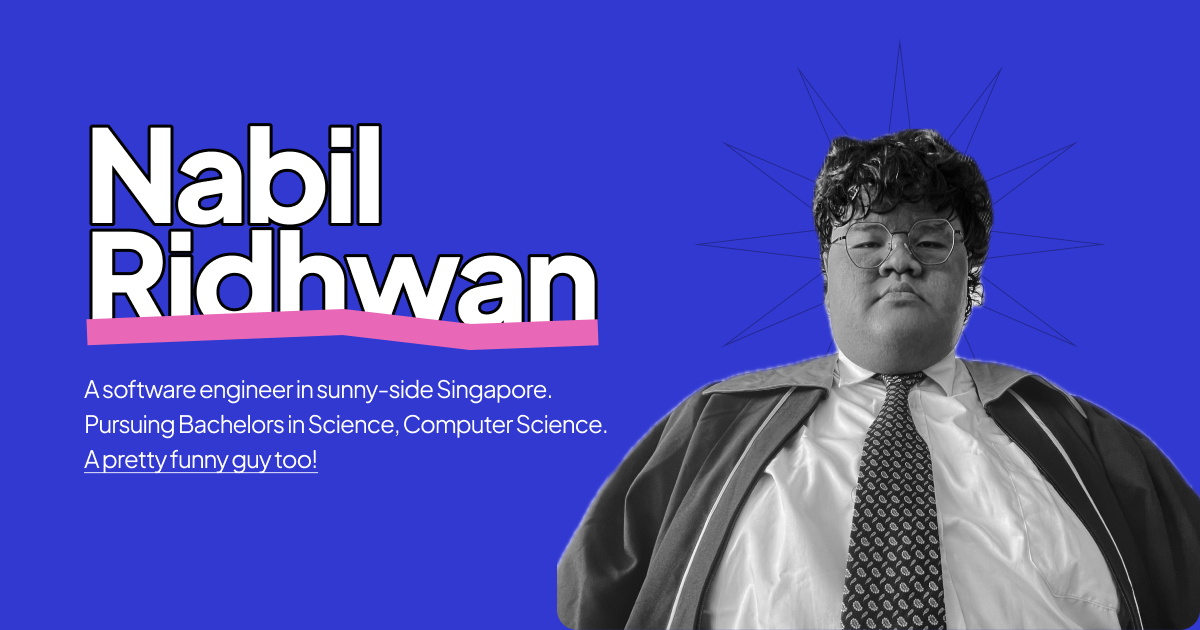 Nabil
Ridhwan
A software engineer in sunny-side Singapore.
Pursuing Bachelors in Science, Computer Science.
A pretty funny guy too!